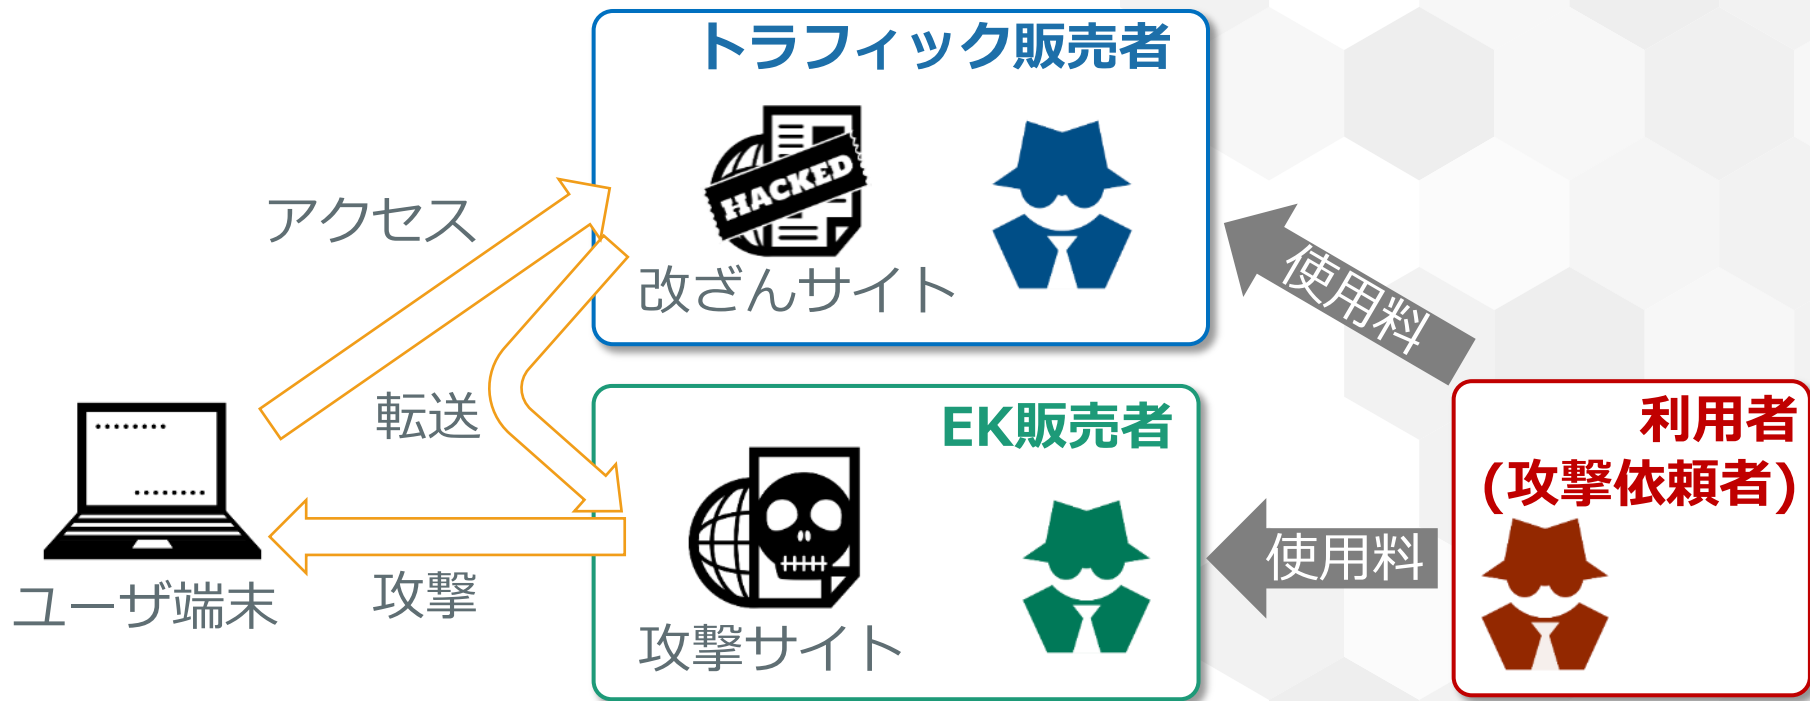 トラフィック販売者
HACKED
改ざんサイト
アクセス
転送
使用料
EK販売者
利用者
(攻撃依頼者)
使用料
攻撃
攻撃サイト
ユーザ端末